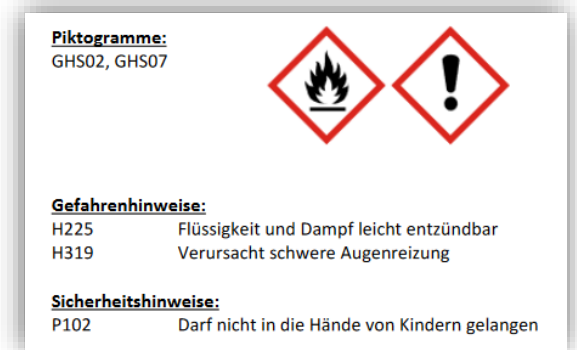 Piktogramme:
GHS02, GHS07
Gefahrenhinweise:
H225 Flüssigkeit und Dampf leicht entzündbar
H319 Verursacht schwere Augenreizung
Sicherheitshinweise:
P102 Darf nicht in die Hände von Kindern gelangen